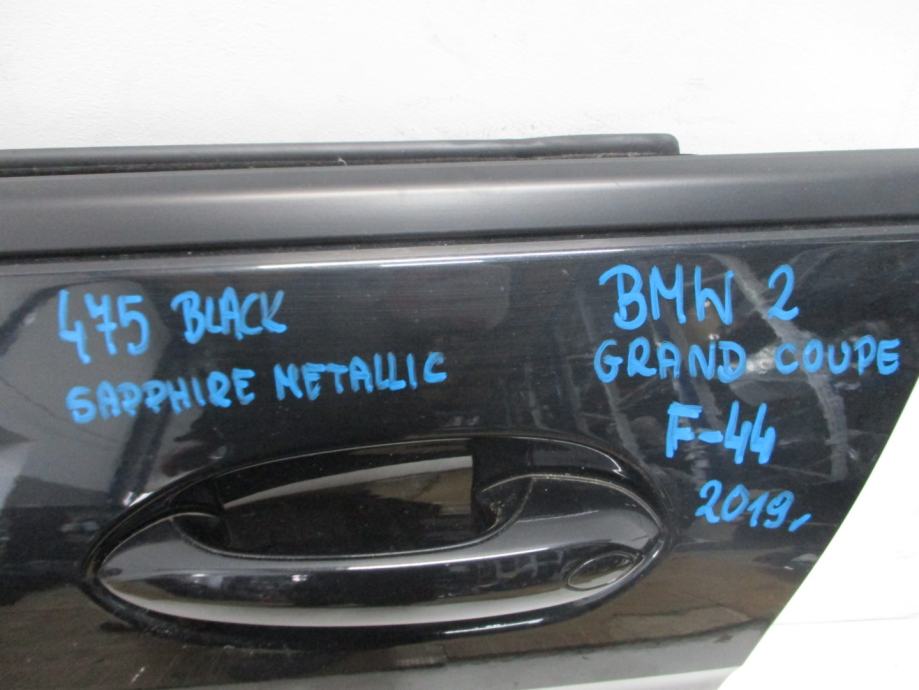 475 BLACK
SAPPHIRE METALLIC
BMW 2
GRAND COUPE
F-44
2019,